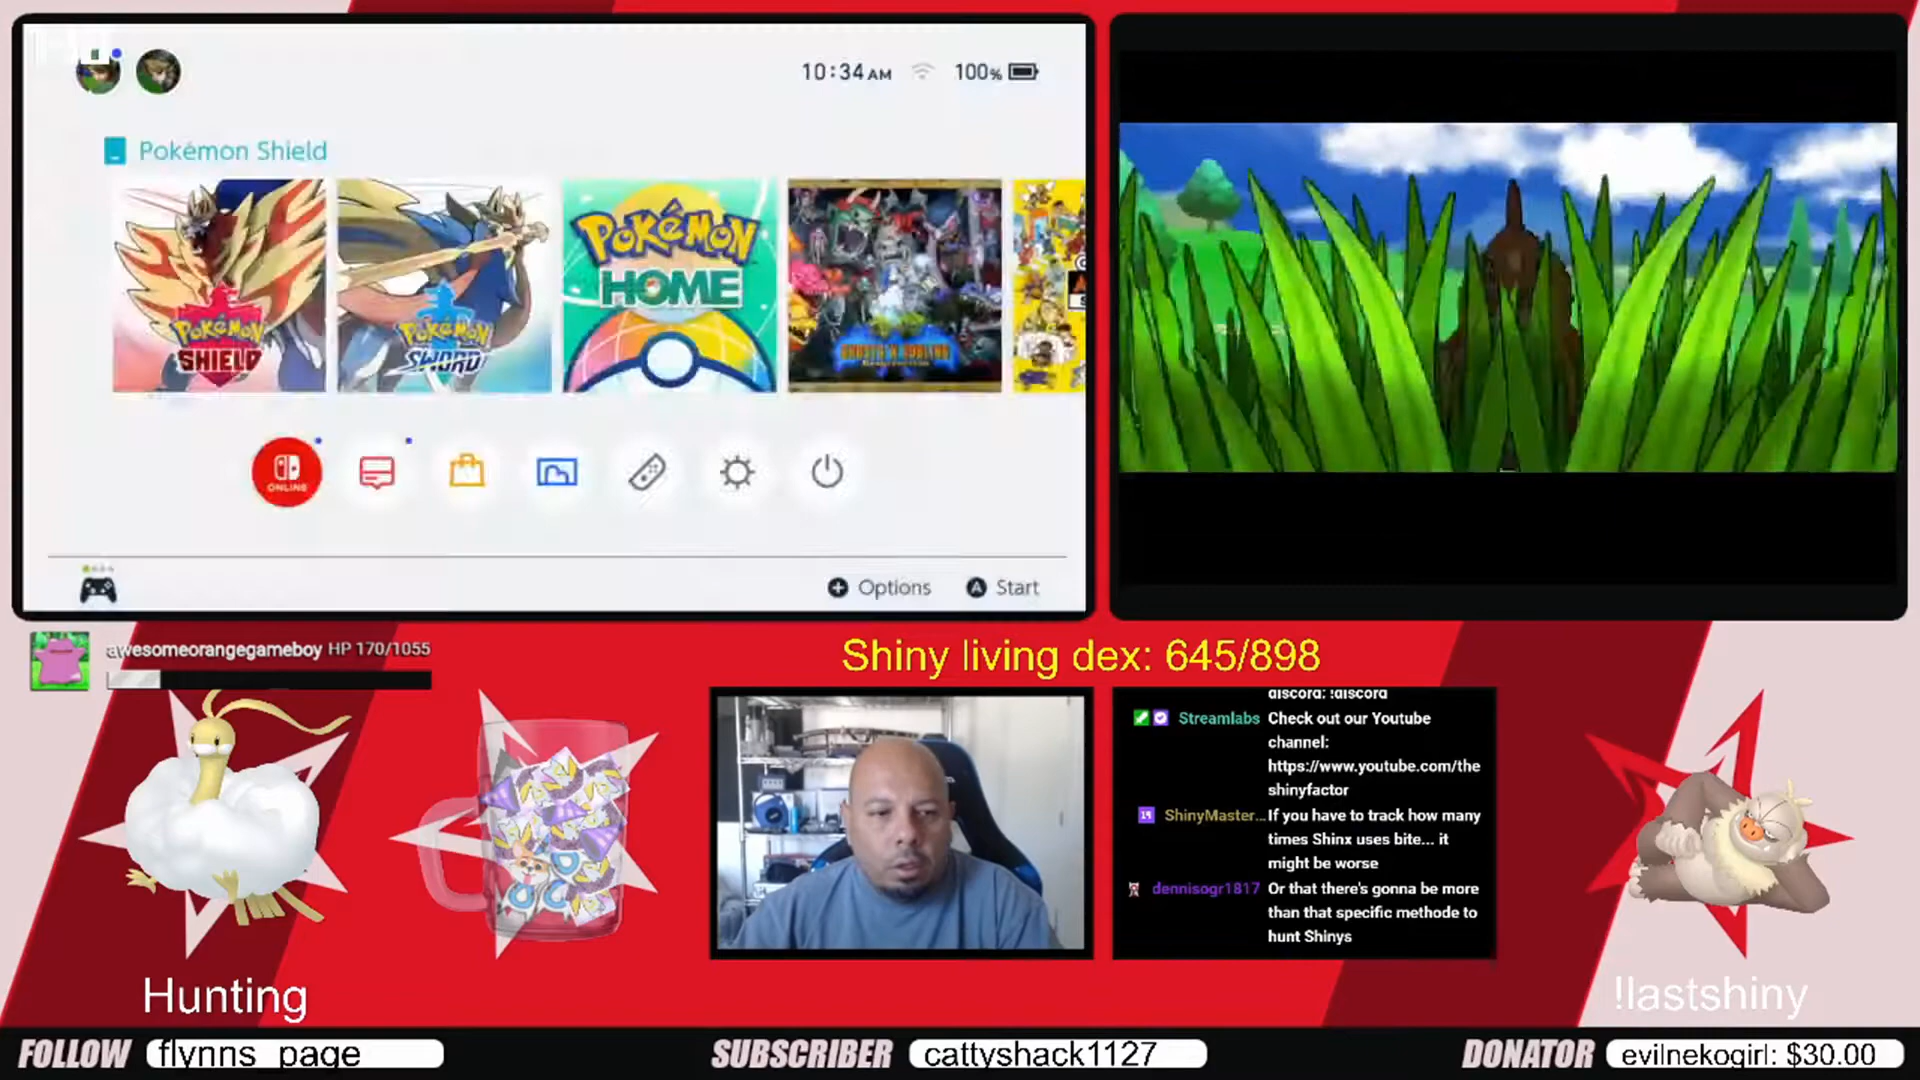 10:34 AM 100%
Pokémon Shield
POKéMON
SHIELD
POKéMON
SWORD
POKéMON
HOME
ONLINE
Options
Start
awesomeorangegameboy HP 170/1055
Shiny living dex: 645/898
discord: !discord
Streamlabs Check out our Youtube
channel:
https://www.youtube.com/the
shinyfactor
ShinyMaster... If you have to track how many
times Shinx uses bite... it
might be worse
dennisogr1817 Or that there's gonna be more
than that specific methode to
hunt Shinys
Hunting
!lastshiny
FOLLOW flynns_page
SUBSCRIBER cattyshack1127
DONATOR evilnekogirl: $30.00